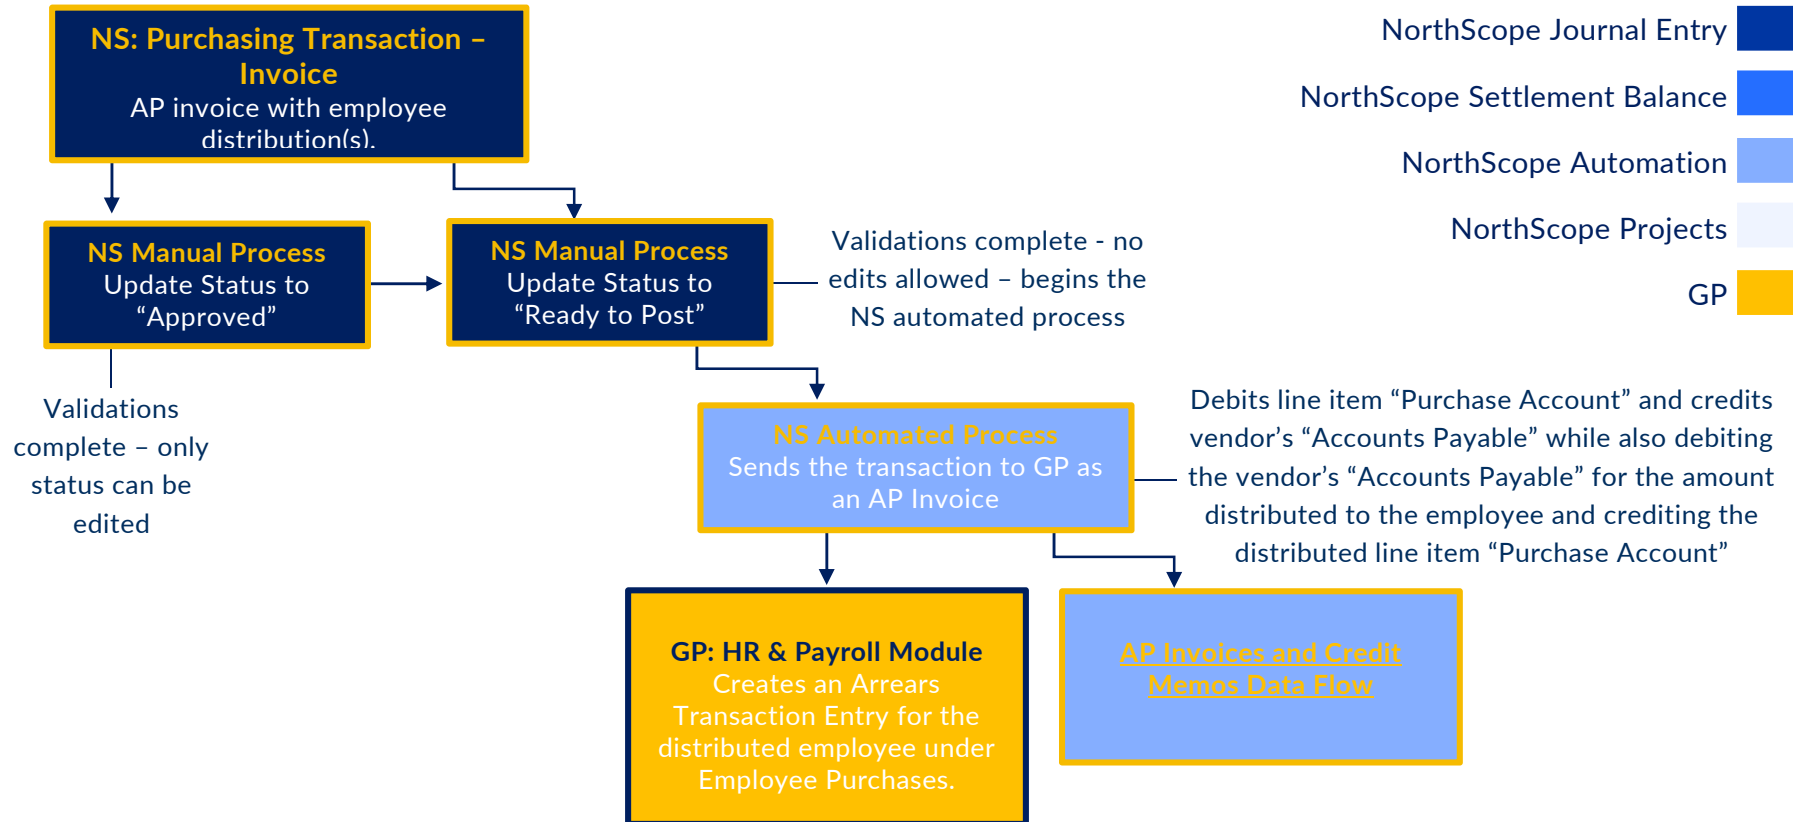 NS: Purchasing Transaction –
Invoice
AP invoice with employee
distribution(s).
NorthScope Journal Entry
NorthScope Settlement Balance
NorthScope Automation
NorthScope Projects
GP
NS Manual Process
Update Status to
“Approved”
NS Manual Process
Update Status to
“Ready to Post”
Validations complete - no
edits allowed – begins the
NS automated process
Validations
complete – only
status can be
edited
NS Automated Process
Sends the transaction to GP as
an AP Invoice
Debits line item “Purchase Account” and credits
vendor’s “Accounts Payable” while also debiting
the vendor’s “Accounts Payable” for the amount
distributed to the employee and crediting the
distributed line item “Purchase Account”
GP: HR & Payroll Module
Creates an Arrears
Transaction Entry for the
distributed employee under
Employee Purchases.
AP Invoices and Credit
Memos Data Flow